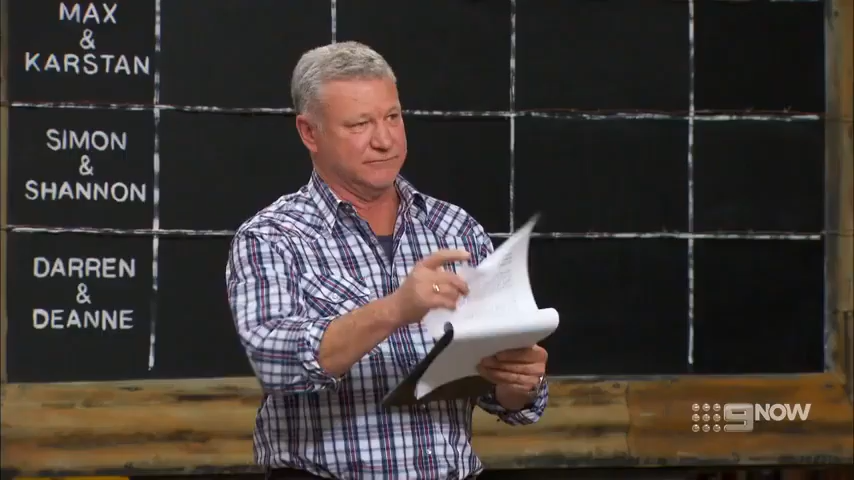 MAX
&
KARSTAN
SIMON
&
SHANNON
DARREN
&
DEANNE
9NOW